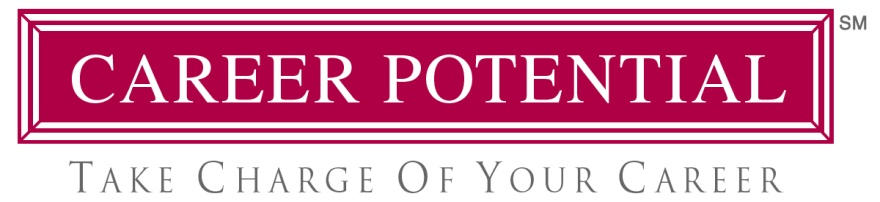 CAREER POTENTIAL SM
TAKE CHARGE OF YOUR CAREER